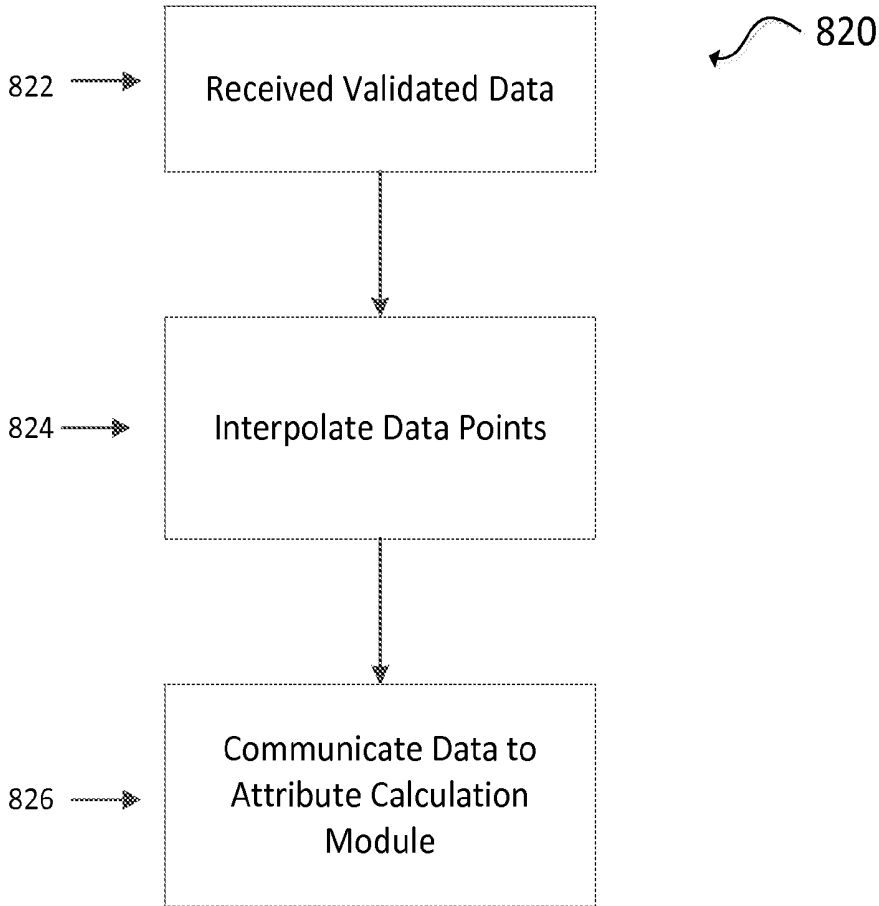 820
822
Received Validated Data
824
Interpolate Data Points
826
Communicate Data to
Attribute Calculation
Module